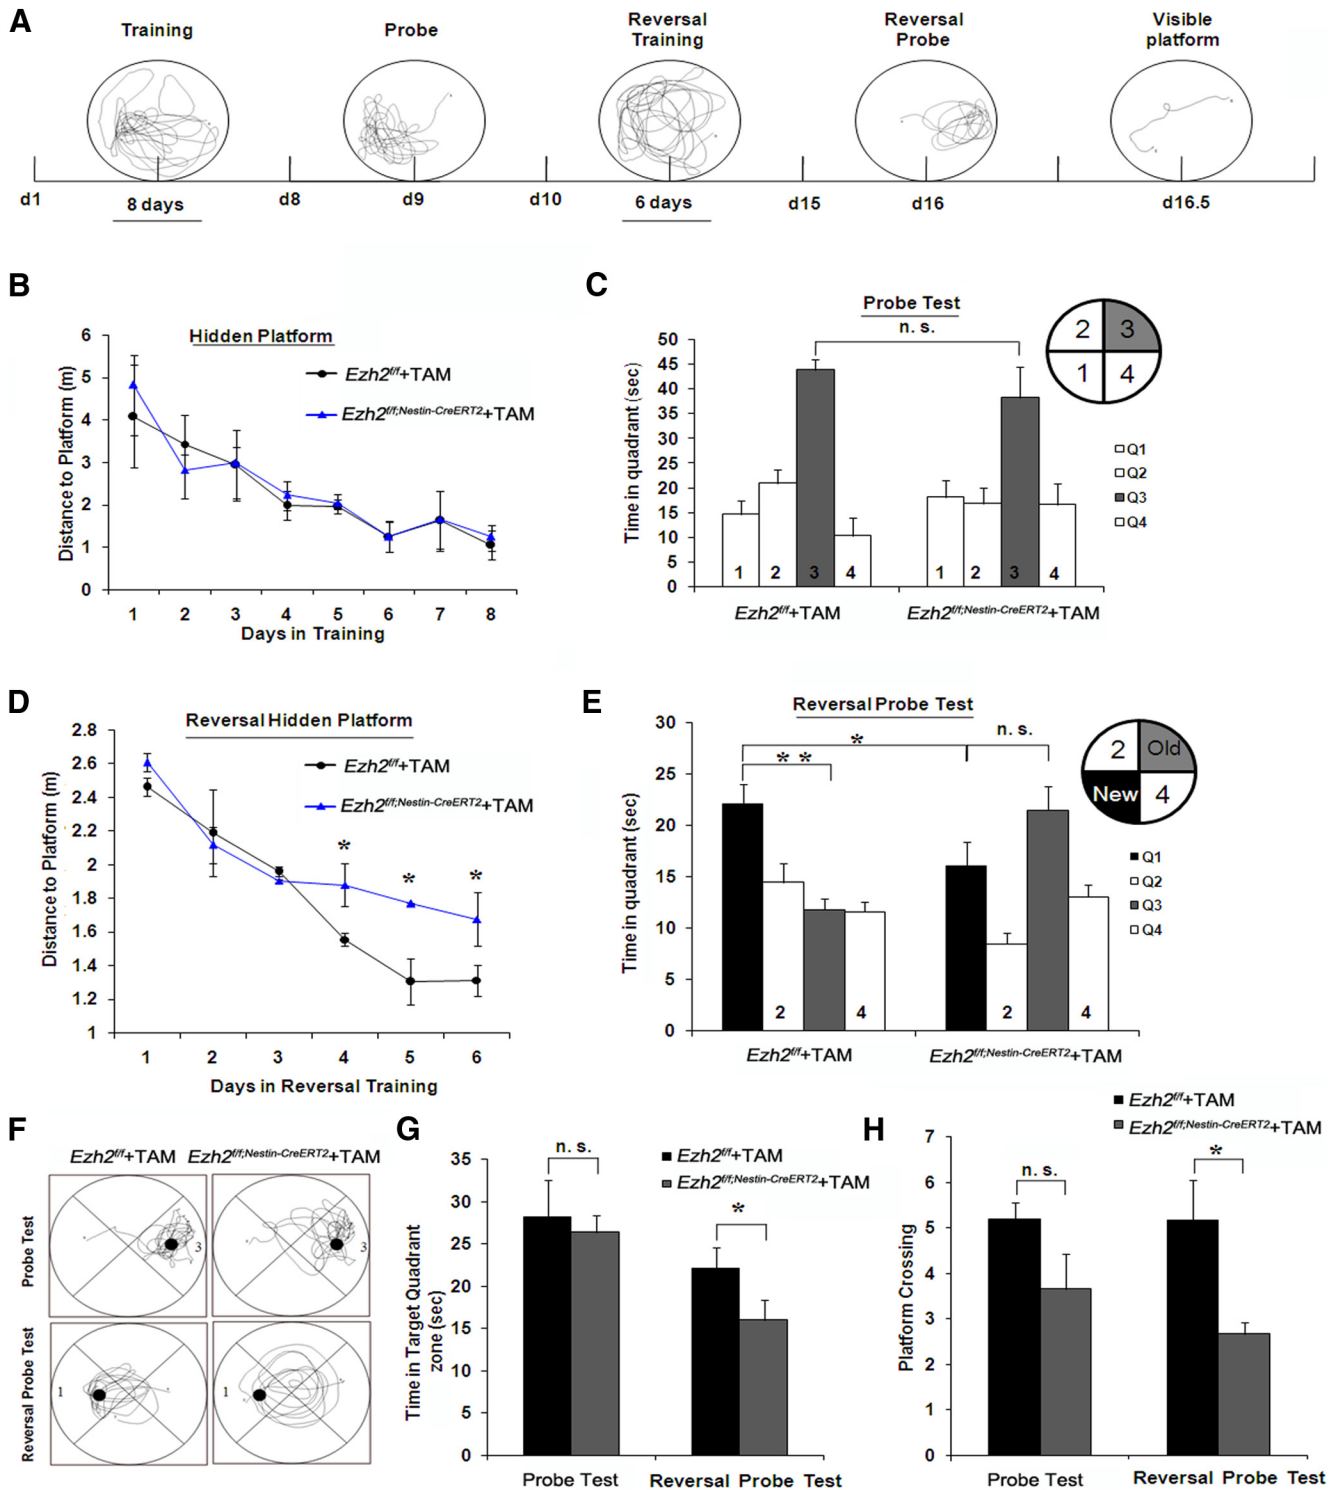 A
Training
Probe
Reversal
Training
Reversal
Probe
Visible
platform
d1
8 days
d8
d9
d10
6 days
d15
d16
d16.5
B
Hidden Platform
Ezh2f/f+TAM
Ezh2f/f;Nestin-CreERT2+TAM
Distance to Platform (m)
6
5
4
3
2
1
0
1 2 3 4 5 6 7 8
Days in Training
C
Probe Test
n. s.
2 3
1 4
Time in quadrant (sec)
50
45
40
35
30
25
20
15
10
5
0
1 2 3 4
1 2 3 4
Q1
Q2
Q3
Q4
Ezh2f/f+TAM
Ezh2f/f;Nestin-CreERT2+TAM
D
Reversal Hidden Platform
Ezh2f/f+TAM
Ezh2f/f;Nestin-CreERT2+TAM
* * *
Distance to Platform (m)
2.8
2.6
2.4
2.2
2
1.8
1.6
1.4
1.2
1
1 2 3 4 5 6
Days in Reversal Training
E
Reversal Probe Test
*
* *
n. s.
2 Old
New 4
Time in quadrant (sec)
30
25
20
15
10
5
0
2 4
2 4
Q1
Q2
Q3
Q4
Ezh2f/f+TAM
Ezh2f/f;Nestin-CreERT2+TAM
F
Ezh2f/f+TAM
Ezh2f/f;Nestin-CreERT2+TAM
Probe Test
3
3
Reversal Probe Test
1
1
G
Ezh2f/f+TAM
Ezh2f/f;Nestin-CreERT2+TAM
n. s.
*
Time in Target Quadrant
zone (sec)
35
30
25
20
15
10
5
0
Probe Test
Reversal Probe Test
H
Ezh2f/f+TAM
Ezh2f/f;Nestin-CreERT2+TAM
n. s.
*
Platform Crossing
7
6
5
4
3
2
1
0
Probe Test
Reversal Probe Test